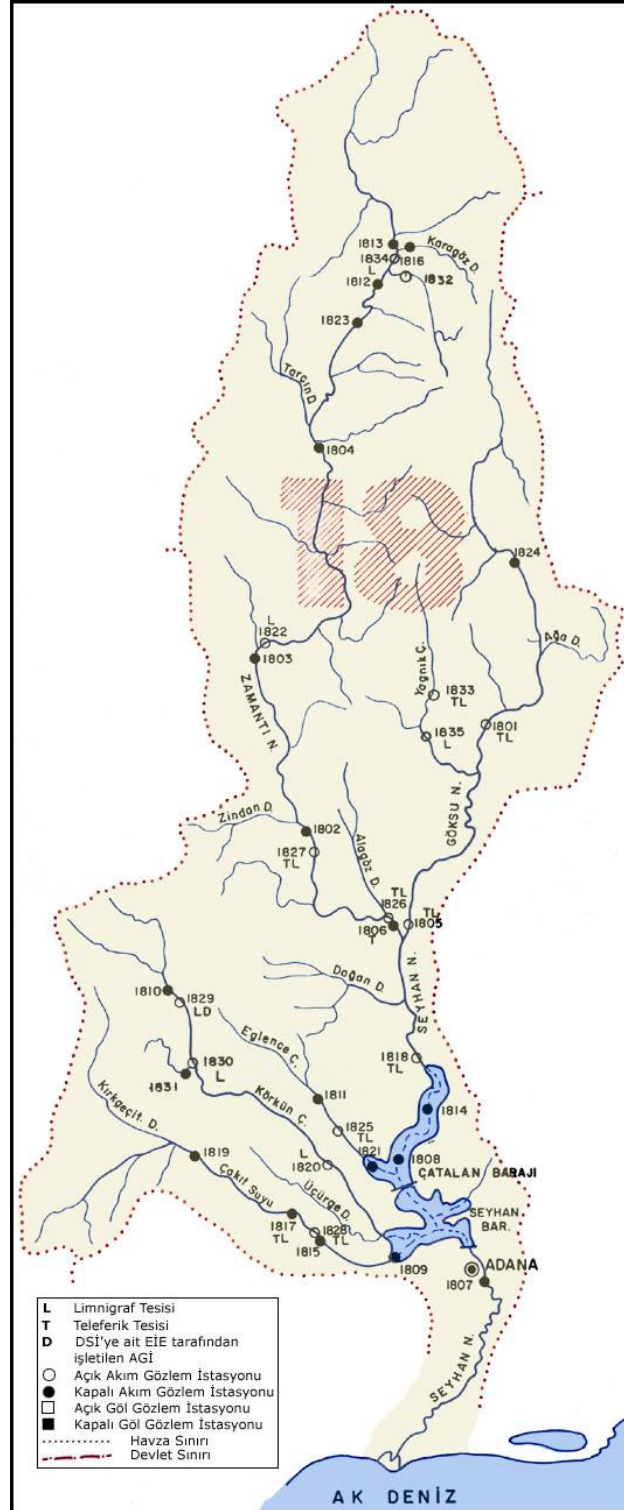 1813
Karagöz D.
1834
1816
L
1812
1832
1823
Tarçın D.
1804
18
1824
L
1822
1803
Ağa D.
ZAMANTI N.
Yagnık Ç.
1833
TL
1835
L
1801
TL
GÖKSU N.
Zindan D.
1802
1827
TL
Alagöz D.
TL
1826
1806
T
TL
1805
Doğan D.
SEYHAN N.
1810
1829
LD
Eglence Ç.
1818
TL
1830
L
1831
Kırkgeçit. D.
Körkün Ç.
1811
1814
1825
TL
1819
L
1820
1821
1808
ÇATALAN BARAJI
Çakıt Suyu
Üçürge D.
SEYHAN
BAR.
1817
TL
1828
TL
1815
1809
ADANA
1807
SEYHAN N.
L Limnigraf Tesisi
T Teleferik Tesisi
D DSİ'ye ait EİE tarafından
işletilen AGİ
Açık Akım Gözlem İstasyonu
Kapalı Akım Gözlem İstasyonu
Açık Göl Gözlem İstasyonu
Kapalı Göl Gözlem İstasyonu
Havza Sınırı
Devlet Sınırı
AK DENİZ